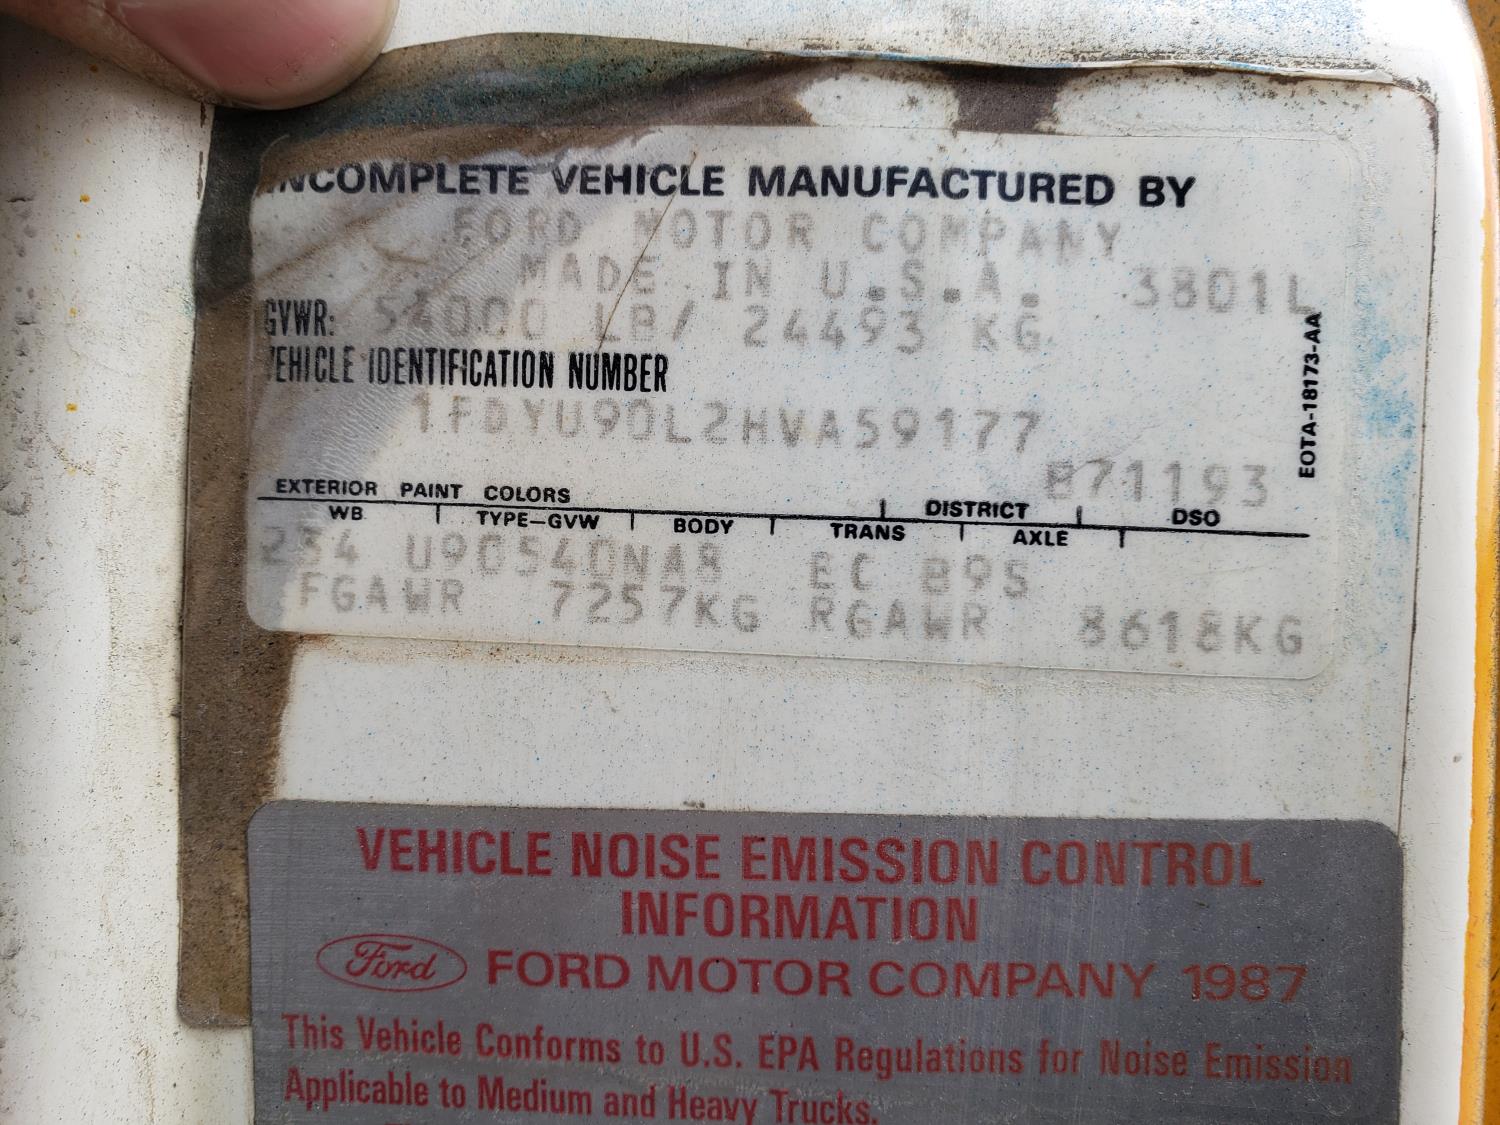 INCOMPLETE VEHICLE MANUFACTURED BY
FORD MOTOR COMPANY
MADE IN U.S.A. 3801L
GVWR: 54000 LB/ 24493 KG
VEHICLE IDENTIFICATION NUMBER
1FDYU90L2HVA59177
EOTA-18173-AA
871193
EXTERIOR PAINT COLORS DISTRICT DSO
WB TYPE-GVW BODY TRANS AXLE
234 U90540NA8 EC B9S
FGAWR 7257KG RGAWR 8618KG
VEHICLE NOISE EMISSION CONTROL
INFORMATION
Ford FORD MOTOR COMPANY 1987
This Vehicle Conforms to U.S. EPA Regulations for Noise Emission
Applicable to Medium and Heavy Trucks.